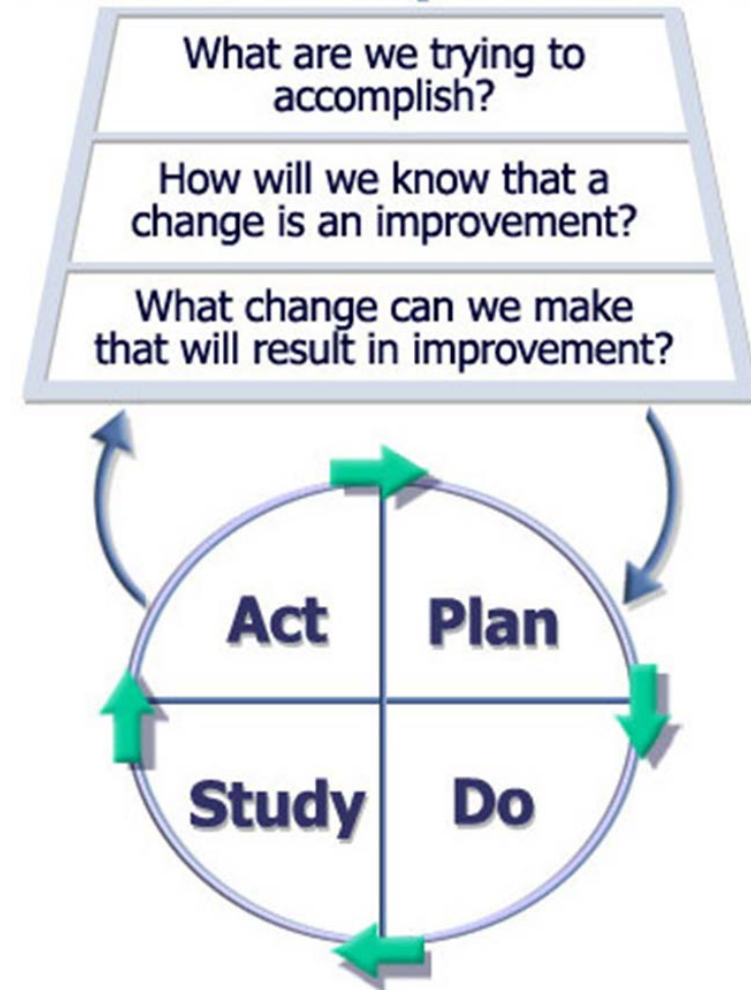 What are we trying to
accomplish?
How will we know that a
change is an improvement?
What change can we make
that will result in improvement?
Act
Plan
Study
Do